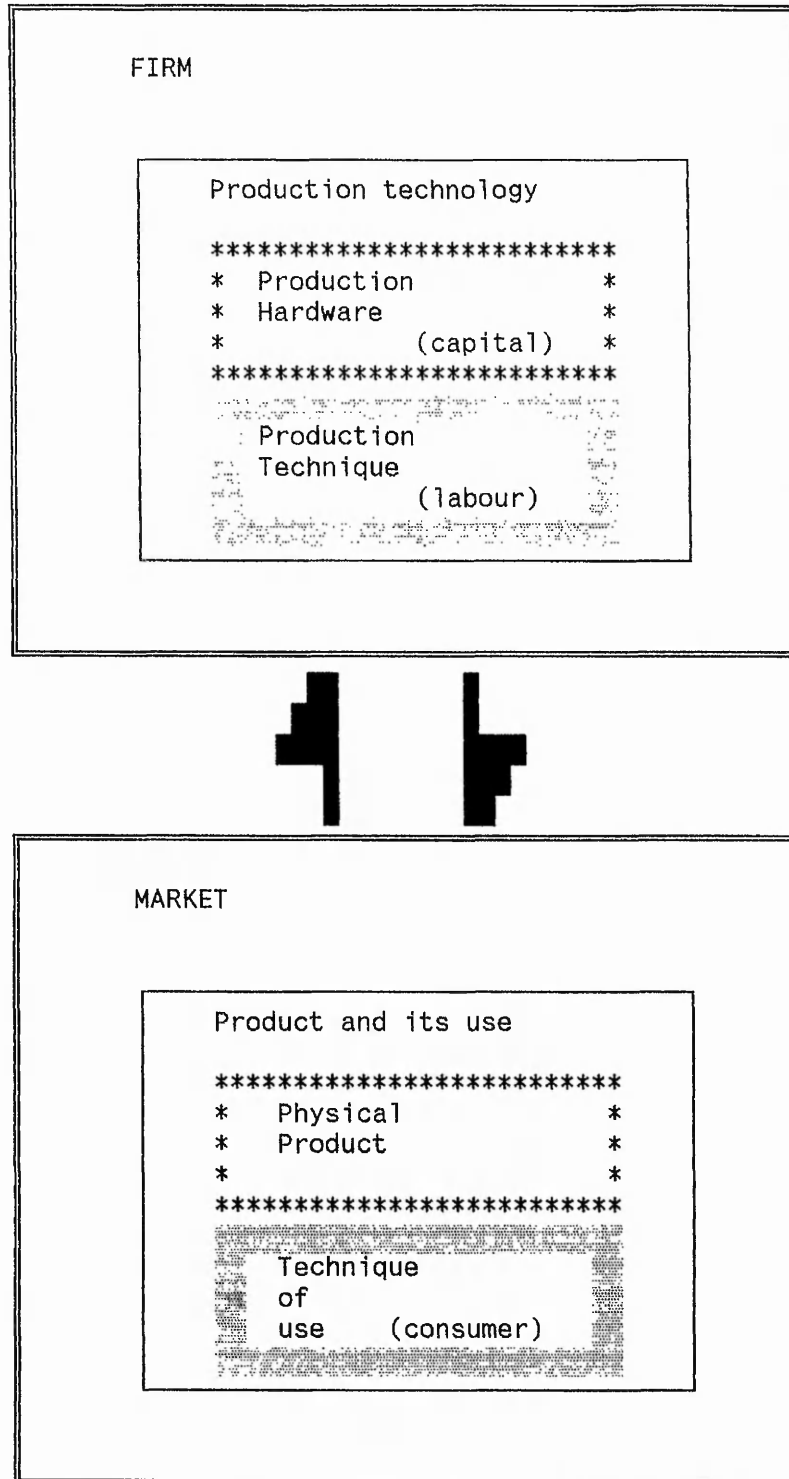 FIRM
Production technology
**************************
* Production *
* Hardware *
* (capital) *
**************************
Production
Technique
(labour)
MARKET
Product and its use
**************************
* Physical *
* Product *
* *
**************************
Technique
of
use (consumer)